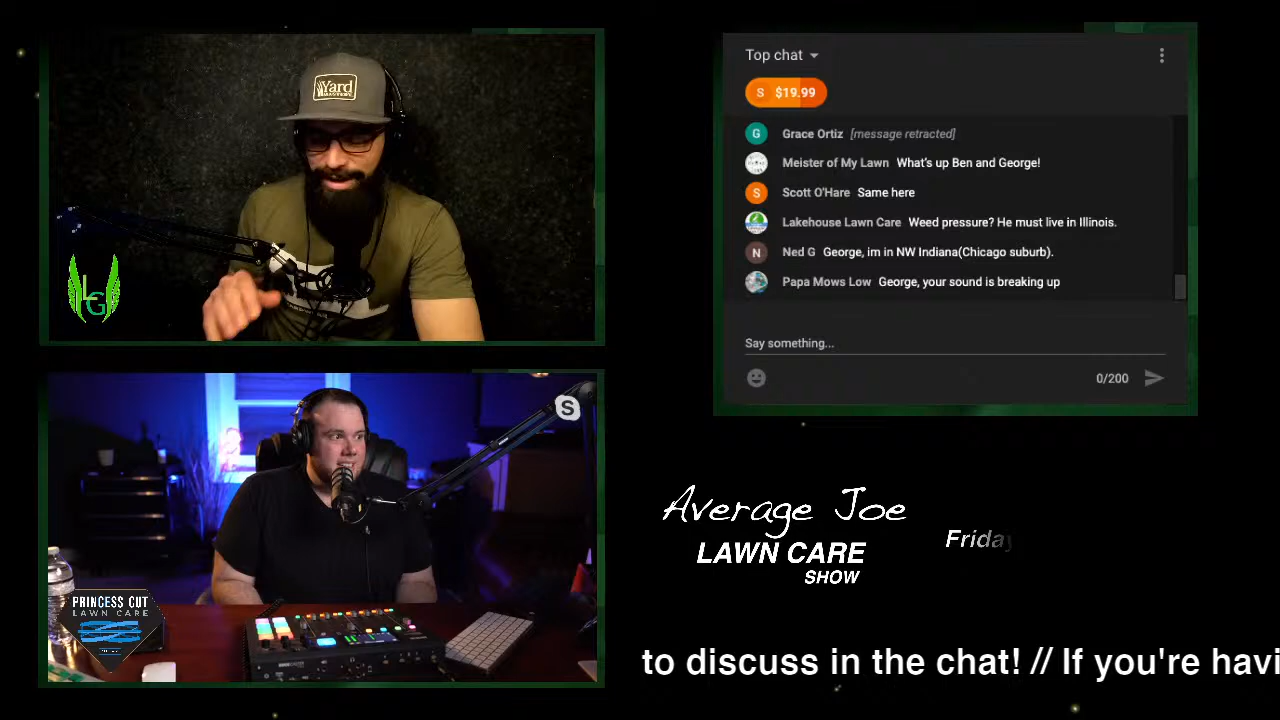 Yard
LG
PRINCESS CUT
LAWN CARE
Top chat
S $19.99
G Grace Ortiz [message retracted]
Meister of My Lawn What's up Ben and George!
S Scott O'Hare Same here
Lakehouse Lawn Care Weed pressure? He must live in Illinois.
N Ned G George, im in NW Indiana(Chicago suburb).
Papa Mows Low George, your sound is breaking up
Say something...
0/200
Average Joe
LAWN CARE
SHOW
Friday
to discuss in the chat! // If you're havi